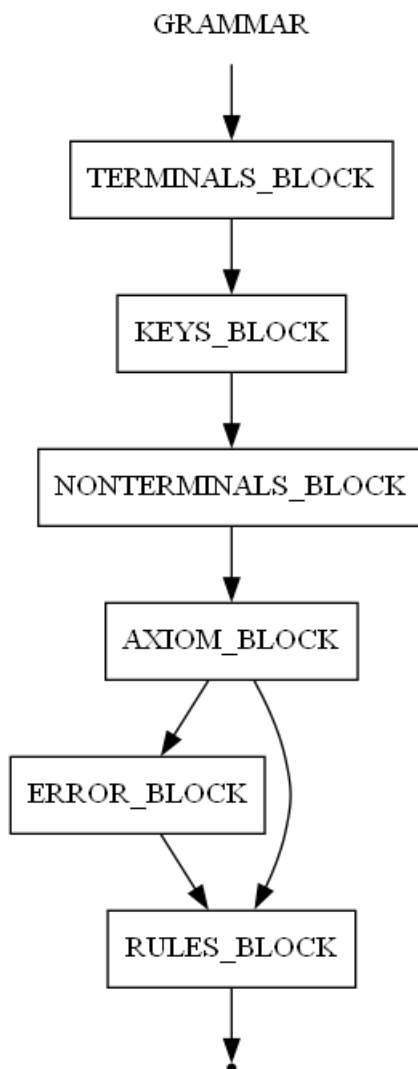 GRAMMAR
TERMINALS_BLOCK
KEYS_BLOCK
NONTERMINALS_BLOCK
AXIOM_BLOCK
ERROR_BLOCK
RULES_BLOCK